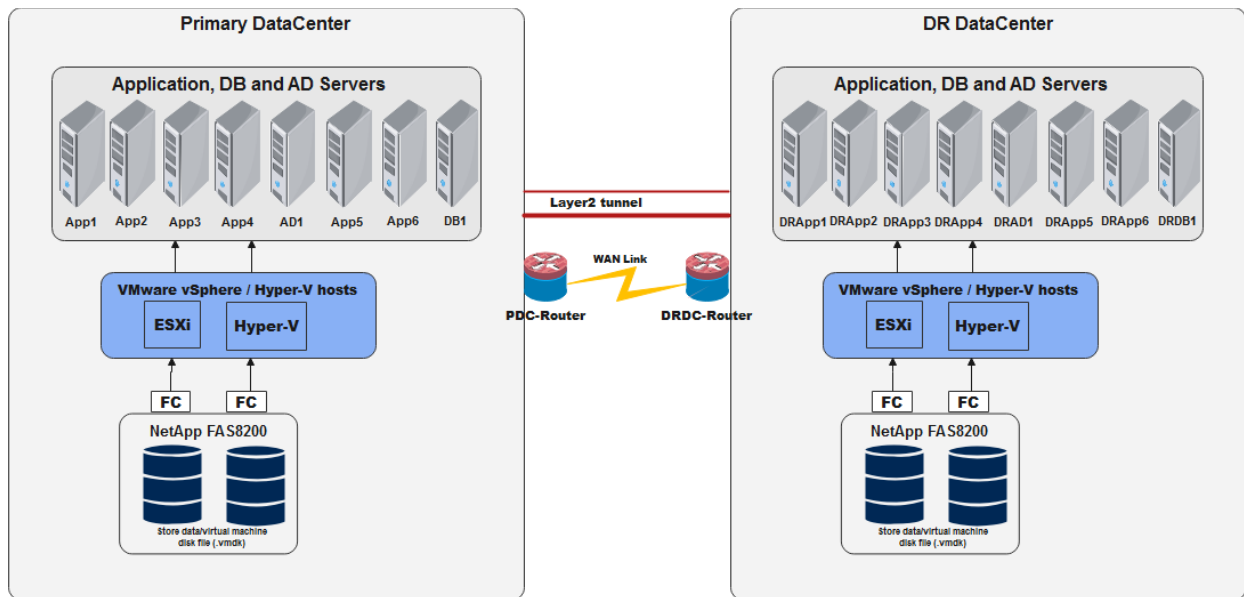 Primary DataCenter
Application, DB and AD Servers
App1 App2 App3 App4 AD1 App5 App6 DB1
VMware vSphere / Hyper-V hosts
ESXi
Hyper-V
FC
FC
NetApp FAS8200
Store data/virtual machine
disk file (.vmdk)
Layer2 tunnel
WAN Link
PDC-Router
DRDC-Router
DR DataCenter
Application, DB and AD Servers
DRApp1 DRApp2 DRApp3 DRApp4 DRAD1 DRApp5 DRApp6 DRDB1
VMware vSphere / Hyper-V hosts
ESXi
Hyper-V
FC
FC
NetApp FAS8200
Store data/virtual machine
disk file (.vmdk)